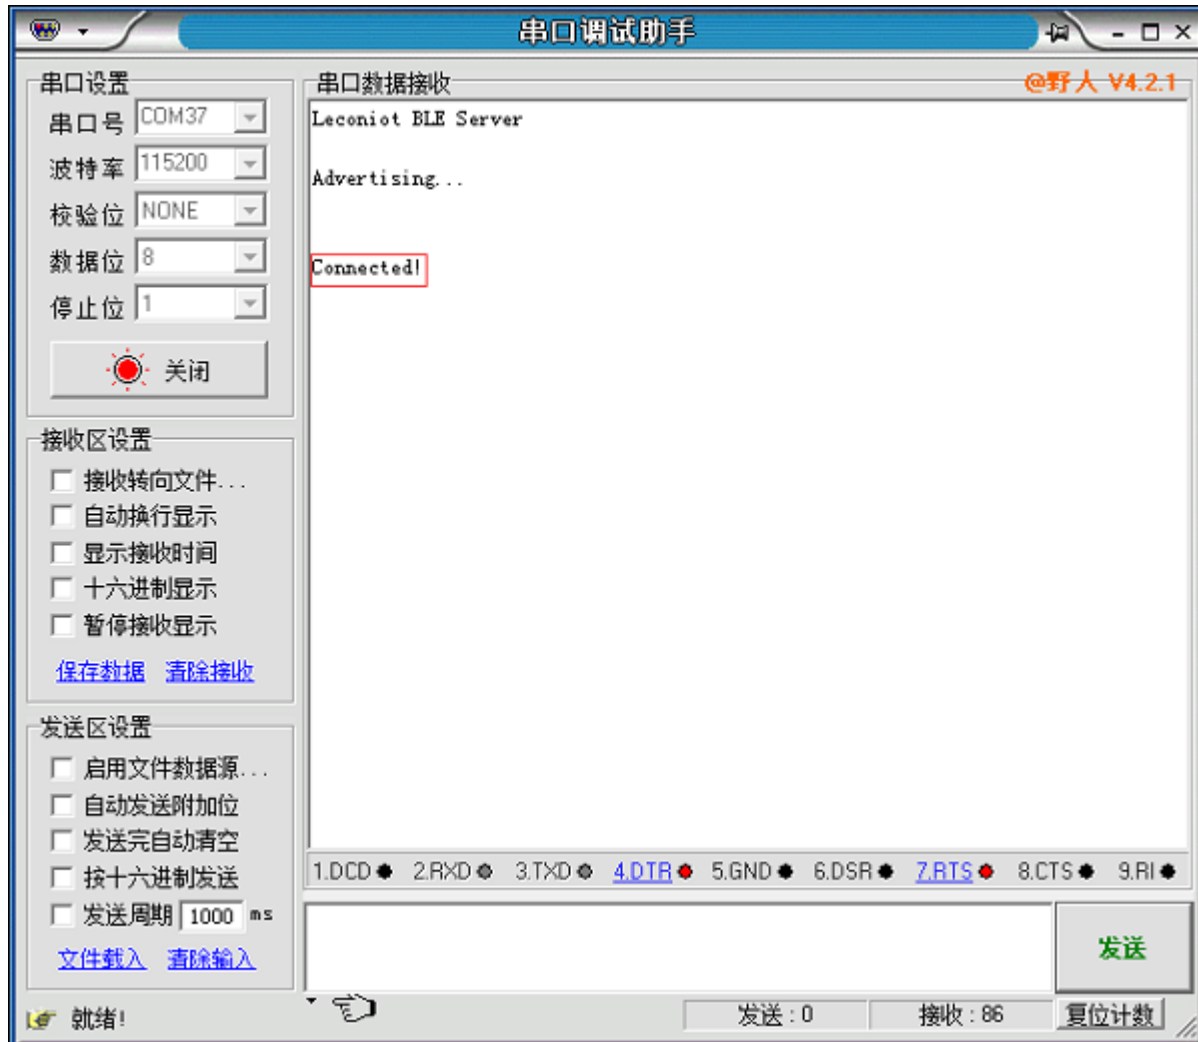 串口调试助手
串口设置
串口号 COM37
波特率 115200
校验位 NONE
数据位 8
停止位 1
关闭
接收区设置
接收转向文件...
自动换行显示
显示接收时间
十六进制显示
暂停接收显示
保存数据 清除接收
发送区设置
启用文件数据源...
自动发送附加位
发送完自动清空
按十六进制发送
发送周期 1000 ms
文件载入 清除输入
串口数据接收 @野人 V4.2.1
Leconiot BLE Server
Advertising...
Connected!
1.DCD 2.RXD 3.TXD 4.DTR 5.GND 6.DSR 7.RTS 8.CTS 9.RI
发送
就绪! 发送:0 接收:86 复位计数